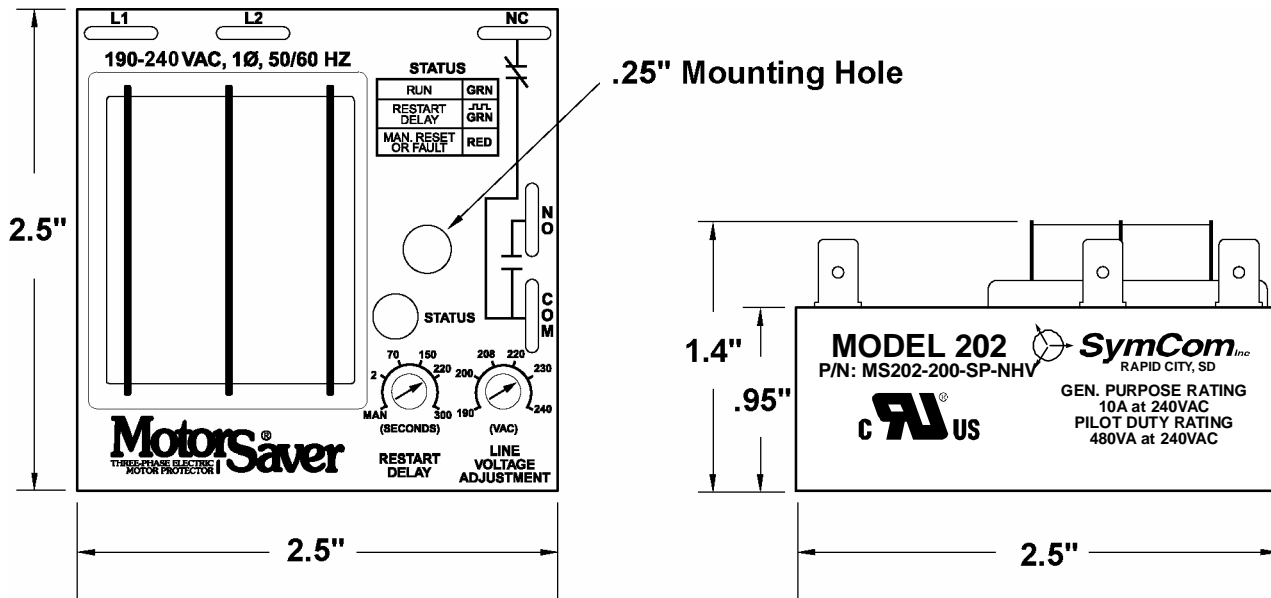 L1 L2 NC
190-240 VAC, 1Ø, 50/60 HZ
STATUS
RUN GRN
RESTART DELAY GRN
MAN. RESET OR FAULT RED
.25" Mounting Hole
2.5"
NO
COM
STATUS
MAN 2 70 150 220 300
(SECONDS)
RESTART
DELAY
190 200 208 220 230 240
(VAC)
LINE
VOLTAGE
ADJUSTMENT
MotorSaver®
THREE-PHASE ELECTRIC
MOTOR PROTECTOR
2.5"
1.4"
.95"
MODEL 202
P/N: MS202-200-SP-NHV
C RU® US
SymCom Inc
RAPID CITY, SD
GEN. PURPOSE RATING
10A at 240VAC
PILOT DUTY RATING
480VA at 240VAC
2.5"